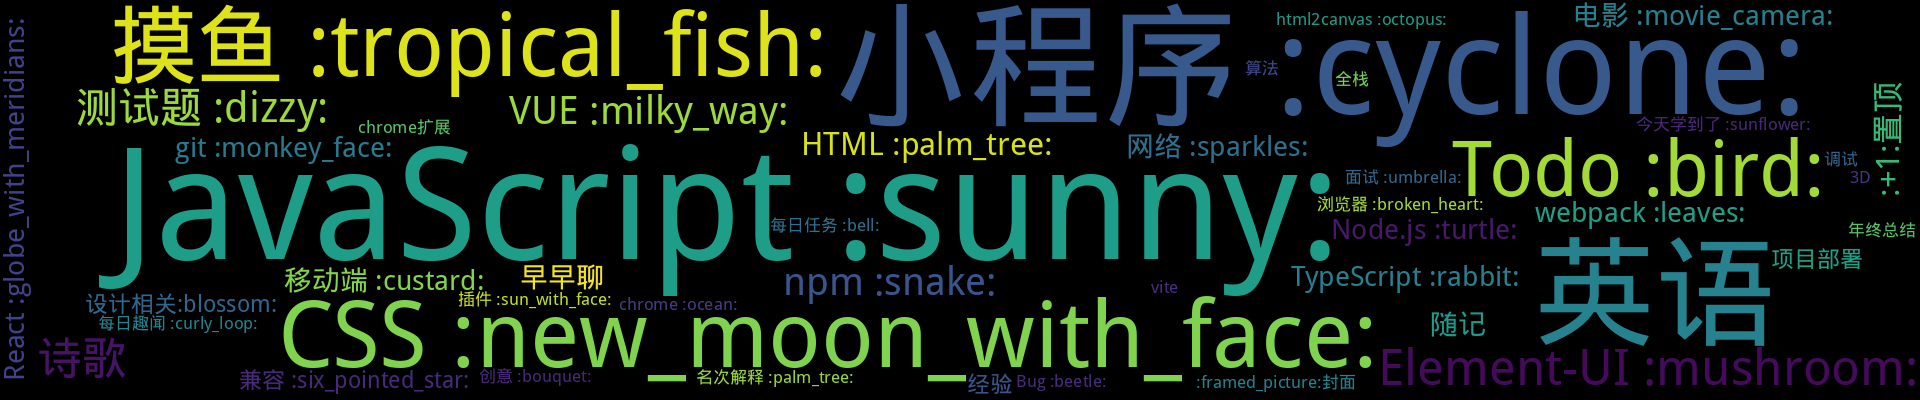 React :globe_with_meridians:
摸鱼 :tropical_fish:
小程序 :cyclone:
html2canvas :octopus:
电影 :movie_camera:
算法
全栈
测试题 :dizzy:
VUE :milky_way:
chrome扩展
git :monkey_face:
HTML :palm_tree:
网络 :sparkles:
今天学到了 :sunflower:
:+1:置顶
JavaScript :sunny:
Todo :bird:
调试
3D
面试 :umbrella:
浏览器 :broken_heart:
webpack :leaves:
每日任务 :bell:
Node.js :turtle:
年终总结
英语
项目部署
移动端 :custard:
早早聊
npm :snake:
TypeScript :rabbit:
vite
设计相关:blossom:
插件 :sun_with_face:
chrome :ocean:
每日趣闻 :curly_loop:
CSS :new_moon_with_face:
随记
诗歌
Element-UI :mushroom:
兼容 :six_pointed_star:
创意 :bouquet:
名次解释 :palm_tree:
经验
Bug :beetle:
:framed_picture:封面